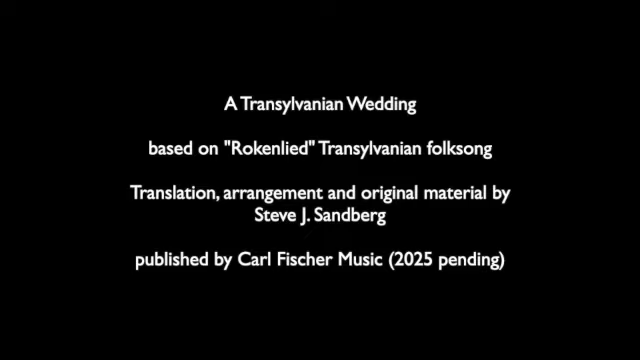 A Transylvanian Wedding
based on "Rokenlied" Transylvanian folksong
Translation, arrangement and original material by
Steve J. Sandberg
published by Carl Fischer Music (2025 pending)